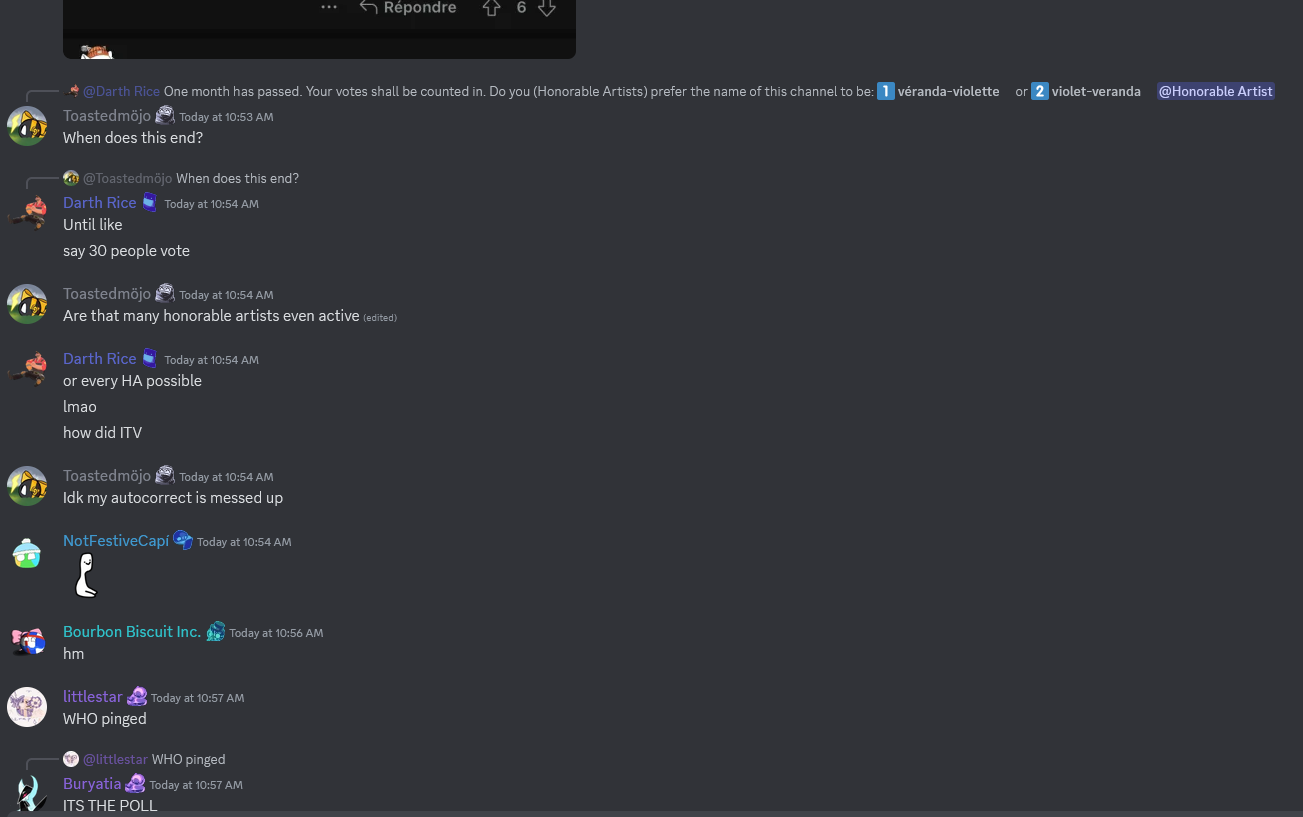 ... Répondre 6
@Darth Rice One month has passed. Your votes shall be counted in. Do you (Honorable Artists) prefer the name of this channel to be: 1 véranda-violette or 2 violet-veranda @Honorable Artist
Toastedmöjo Today at 10:53 AM
When does this end?
@Toastedmöjo When does this end?
Darth Rice Today at 10:54 AM
Until like
say 30 people vote
Toastedmöjo Today at 10:54 AM
Are that many honorable artists even active (edited)
Darth Rice Today at 10:54 AM
or every HA possible
lmao
how did ITV
Toastedmöjo Today at 10:54 AM
Idk my autocorrect is messed up
NotFestiveCapí Today at 10:54 AM
Bourbon Biscuit Inc. Today at 10:56 AM
hm
littlestar Today at 10:57 AM
WHO pinged
@littlestar WHO pinged
Buryatia Today at 10:57 AM
ITS THE POLL